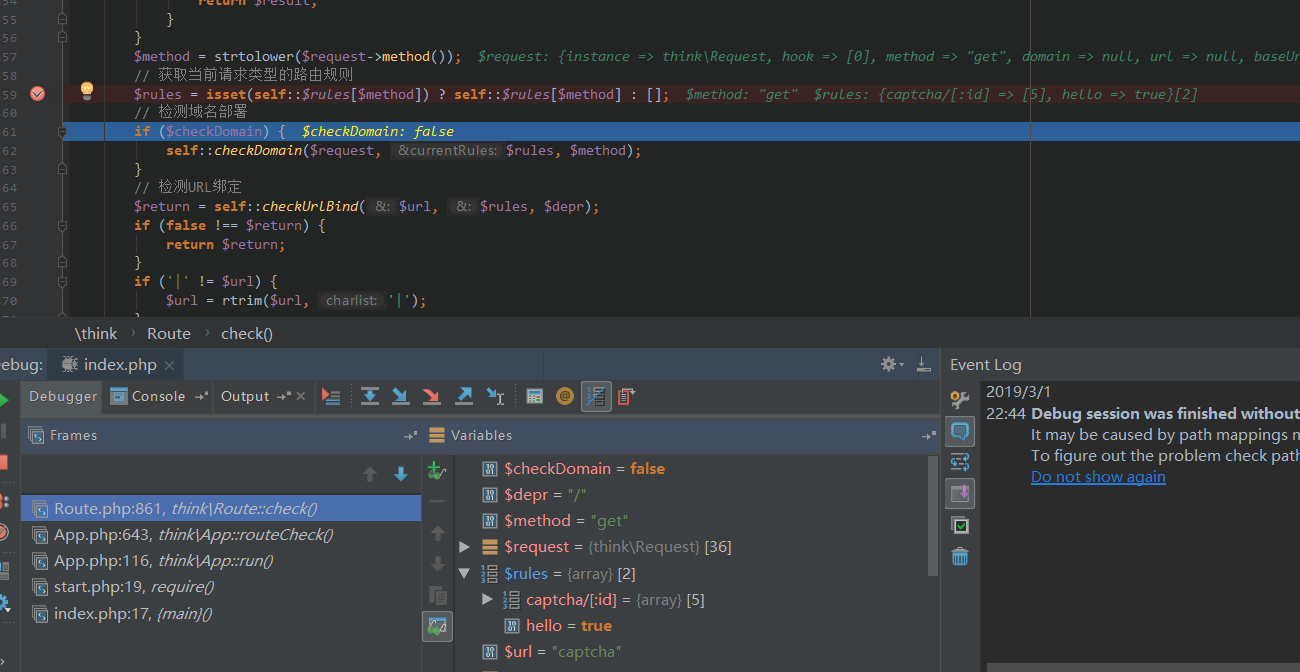 54 return $result;
55 }
56 }
57 $method = strtolower($request->method()); $request: {instance => think\Request, hook => [0], method => "get", domain => null, url => null, baseUr
58 // 获取当前请求类型的路由规则
59 $rules = isset(self::$rules[$method]) ? self::$rules[$method] : []; $method: "get" $rules: {captcha/[:id] => [5], hello => true}[2]
60 // 检测域名部署
61 if ($checkDomain) { $checkDomain: false
62 self::checkDomain($request, &currentRules: $rules, $method);
63 }
64 // 检测URL绑定
65 $return = self::checkUrlBind( &: $url, &: $rules, $depr);
66 if (false !== $return) {
67 return $return;
68 }
69 if ('|' != $url) {
70 $url = rtrim($url, charlist: '|');
\think › Route › check()
ebug: index.php
Event Log
Debugger Console Output
Frames
Variables
Route.php:861, think\Route::check()
App.php:643, think\App::routeCheck()
App.php:116, think\App::run()
start.php:19, require()
index.php:17, {main}()
$checkDomain = false
$depr = "/"
$method = "get"
$request = {think\Request} [36]
$rules = {array} [2]
captcha/[:id] = {array} [5]
hello = true
$url = "captcha"
2019/3/1
22:44 Debug session was finished without
It may be caused by path mappings m
To figure out the problem check path
Do not show again